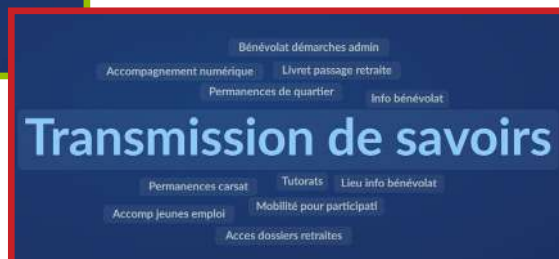 Bénévolat démarches admin
Accompagnement numérique Livret passage retraite
Permanences de quartier Info bénévolat
Transmission de savoirs
Permanences carsat Tutorats Lieu info bénévolat
Accomp jeunes emploi Mobilité pour participati
Acces dossiers retraites